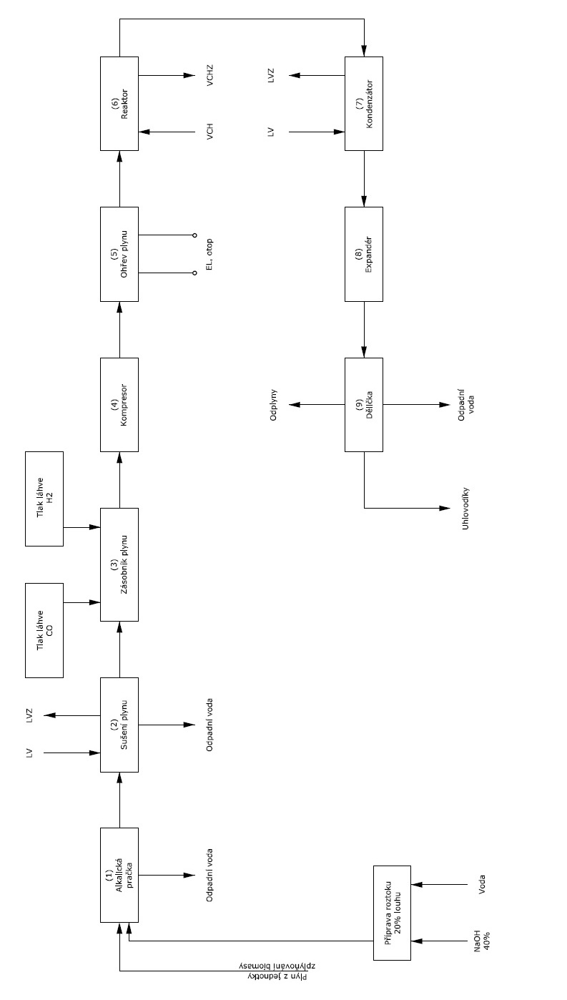 Plyn z jednotky
zplyňování biomasy
NaOH
40%
Voda
Příprava roztoku
20% louhu
(1)
Alkalická
pračka
Odpadní voda
LV
LVZ
(2)
Sušení plynu
Odpadní voda
Tlak láhve
CO
Tlak láhve
H2
(3)
Zásobník plynu
(4)
Kompresor
(5)
Ohřev plynu
EL, otop
(6)
Reaktor
VCH
VCHZ
LV
LVZ
(7)
Kondenzátor
(8)
Expandér
(9)
Dělička
Odplyny
Odpadní
voda
Uhlovodíky